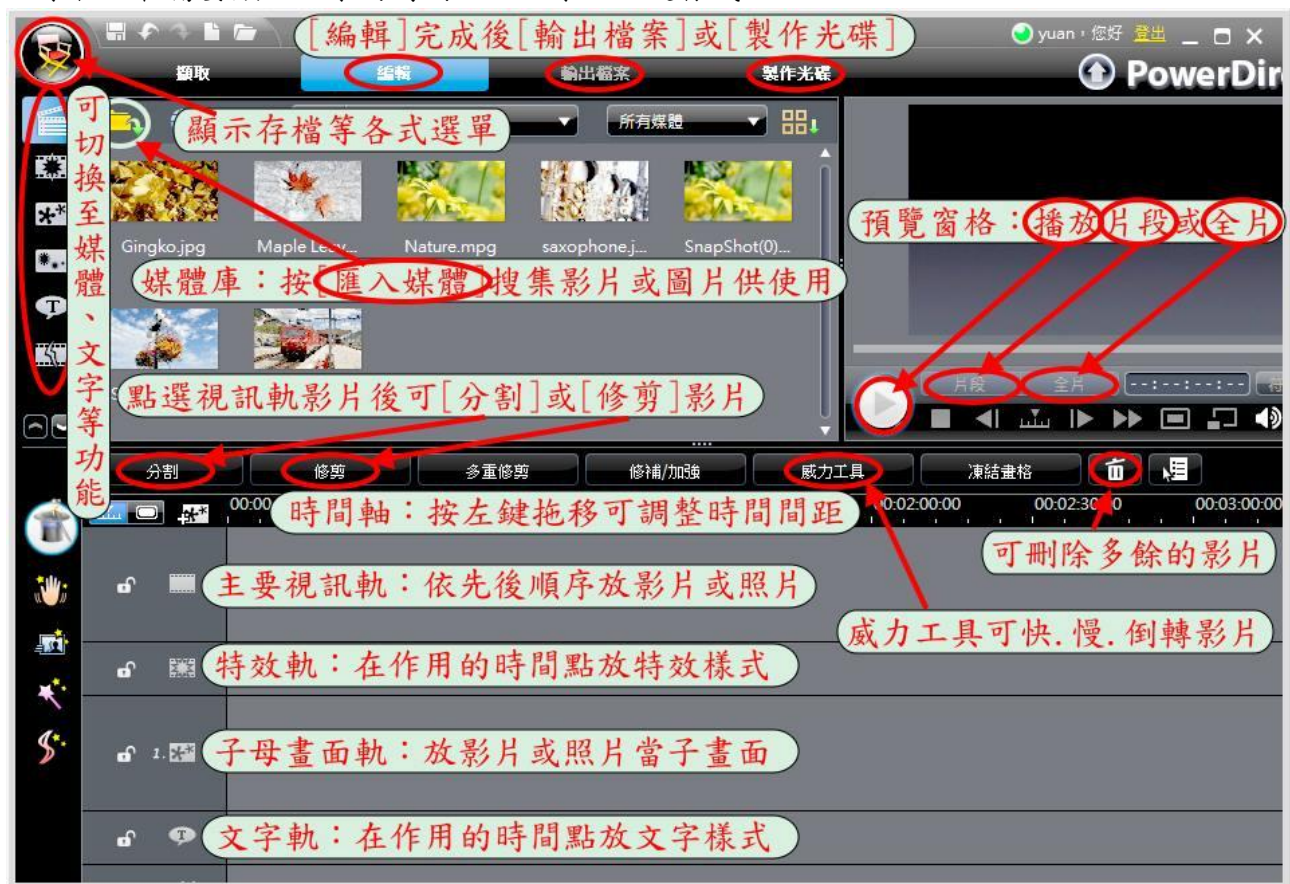 [編輯]完成後[輸出檔案]或[製作光碟]
yuan，您好 登出
擷取 編輯 輸出檔案 製作光碟
PowerDir
可切換至媒體、文字等功能
顯示存檔等各式選單
所有媒體
Gingko.jpg Maple Leav... Nature.mpg saxophone.j... SnapShot(0)...
預覽窗格：播放片段或全片
媒體庫：按[匯入媒體]搜集影片或圖片供使用
點選視訊軌影片後可[分割]或[修剪]影片
片段 全片 --:--:--:--
分割 修剪 多重修剪 修補/加強 威力工具 凍結畫格
時間軸：按左鍵拖移可調整時間間距
00:02:00:00 00:02:30:00 00:03:00:00
可刪除多餘的影片
主要視訊軌：依先後順序放影片或照片
威力工具可快.慢.倒轉影片
特效軌：在作用的時間點放特效樣式
1.
子母畫面軌：放影片或照片當子畫面
文字軌：在作用的時間點放文字樣式